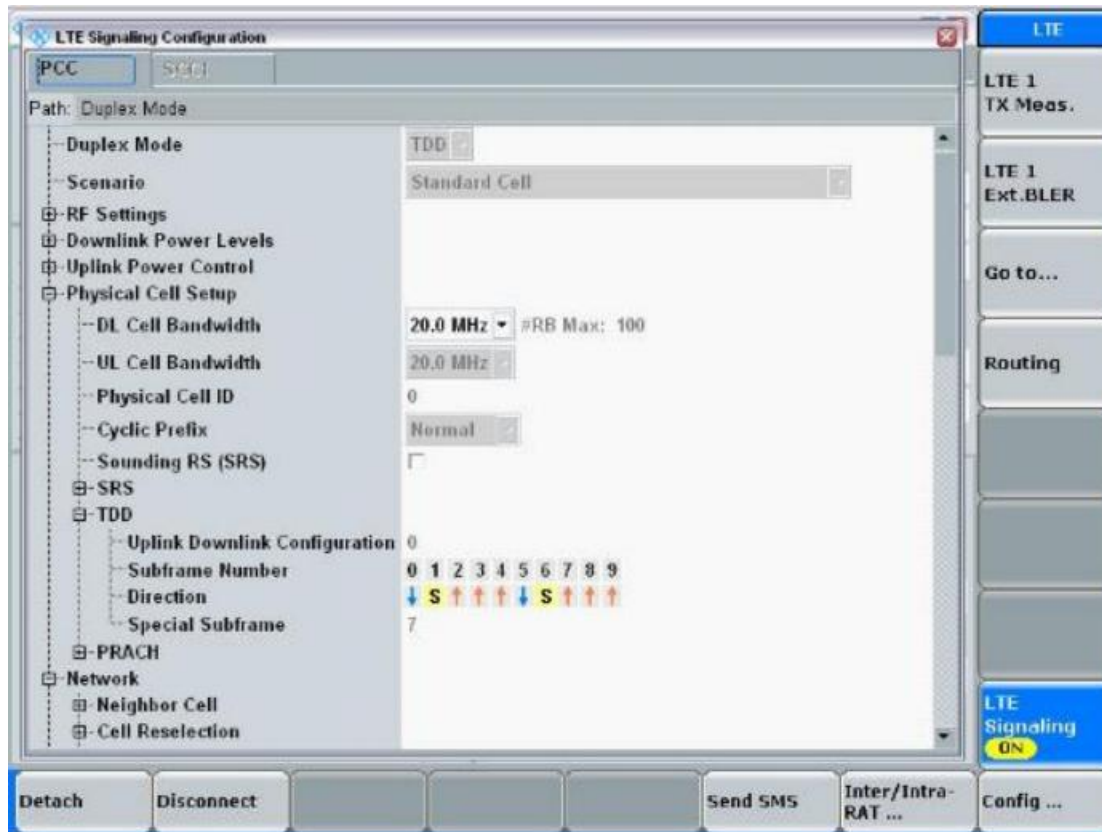 LTE Signaling Configuration
LTE
PCC
SCC1
LTE 1
TX Meas.
Path: Duplex Mode
Duplex Mode TDD
Scenario Standard Cell
LTE 1
Ext.BLER
RF Settings
Downlink Power Levels
Uplink Power Control
Go to...
Physical Cell Setup
DL Cell Bandwidth 20.0 MHz #RB Max: 100
UL Cell Bandwidth 20.0 MHz
Routing
Physical Cell ID 0
Cyclic Prefix Normal
Sounding RS (SRS)
SRS
TDD
Uplink Downlink Configuration 0
Subframe Number 0 1 2 3 4 5 6 7 8 9
Direction ↓ S ↑ ↑ ↑ ↓ S ↑ ↑ ↑
Special Subframe 7
PRACH
Network
Neighbor Cell
Cell Reselection
LTE
Signaling
ON
Detach
Disconnect
Send SMS
Inter/Intra-
RAT ...
Config ...